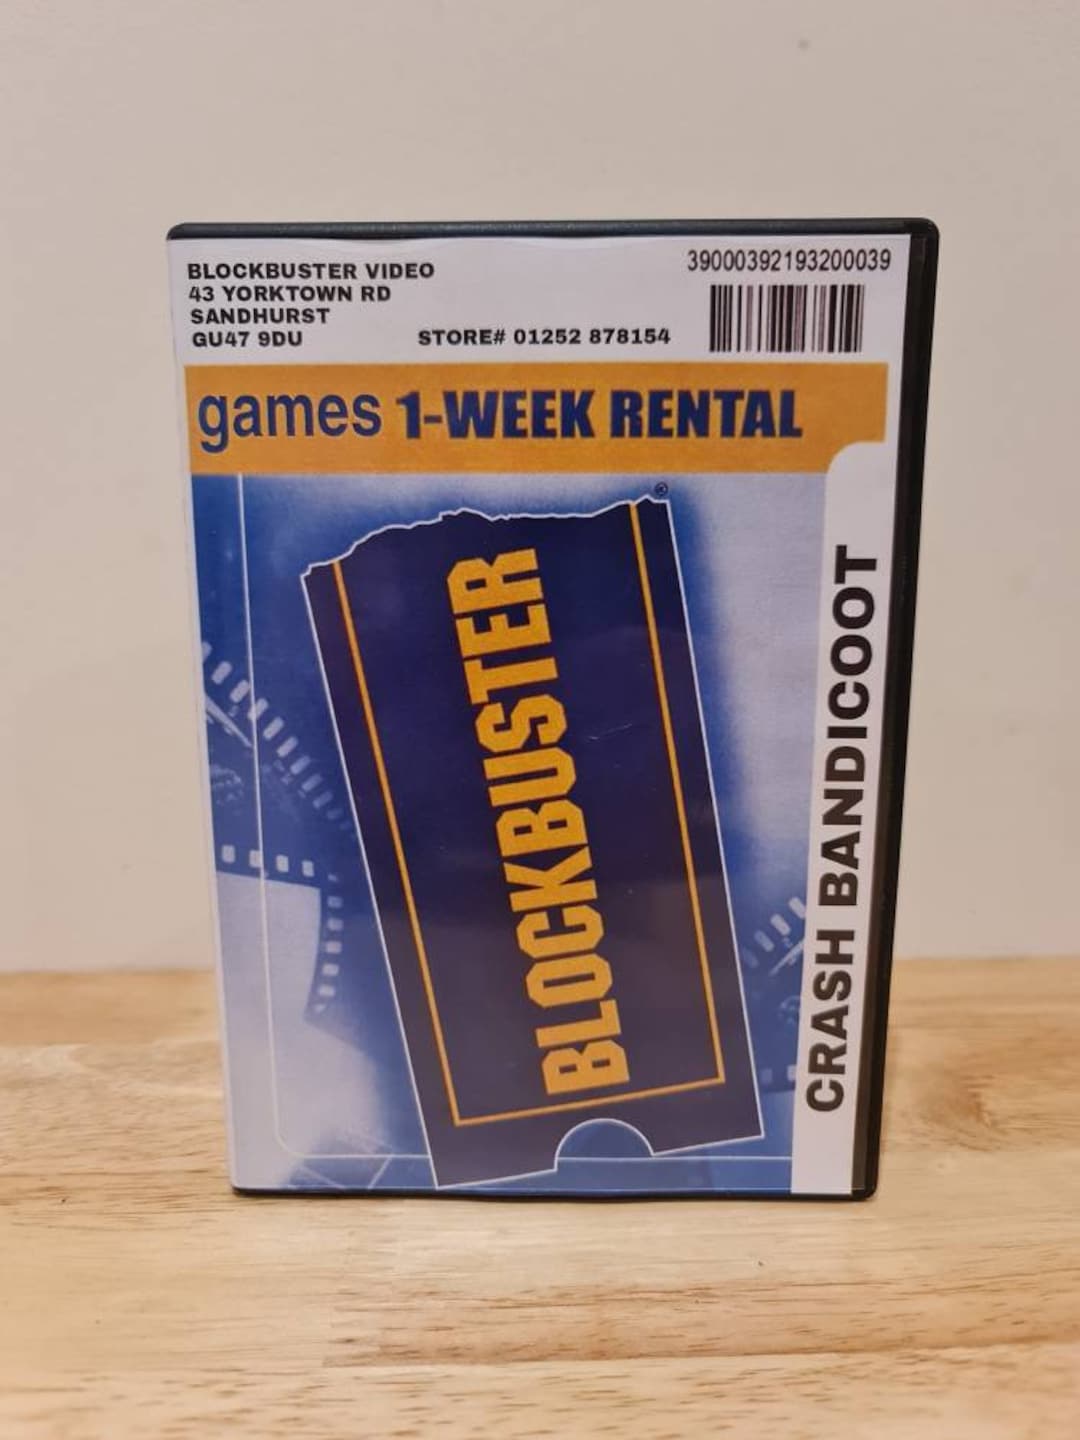 BLOCKBUSTER VIDEO
43 YORKTOWN RD
SANDHURST
GU47 9DU
STORE# 01252 878154
39000392193200039
games 1-WEEK RENTAL
BLOCKBUSTER®
CRASH BANDICOOT